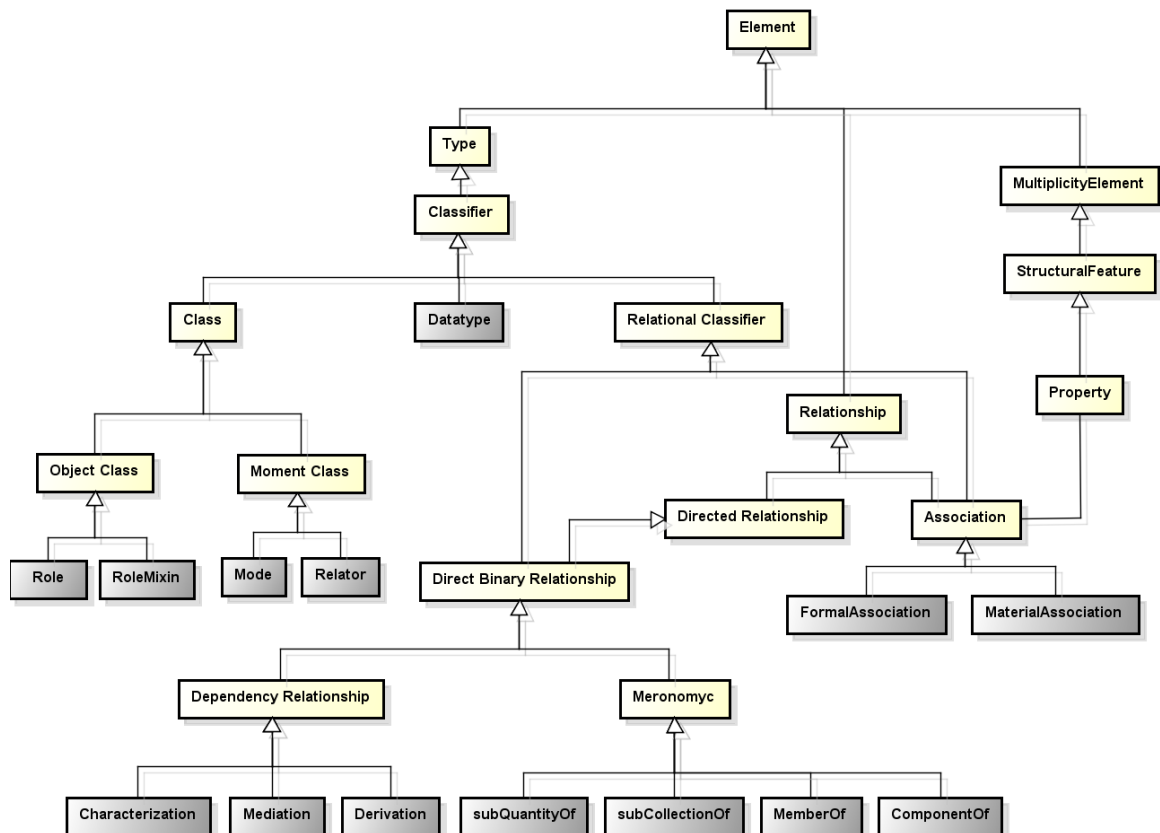 Element
Type
MultiplicityElement
Classifier
StructuralFeature
Class
Datatype
Relational Classifier
Property
Relationship
Object Class
Moment Class
Directed Relationship
Association
Role
RoleMixin
Mode
Relator
Direct Binary Relationship
FormalAssociation
MaterialAssociation
Dependency Relationship
Meronomyc
Characterization
Mediation
Derivation
subQuantityOf
subCollectionOf
MemberOf
ComponentOf